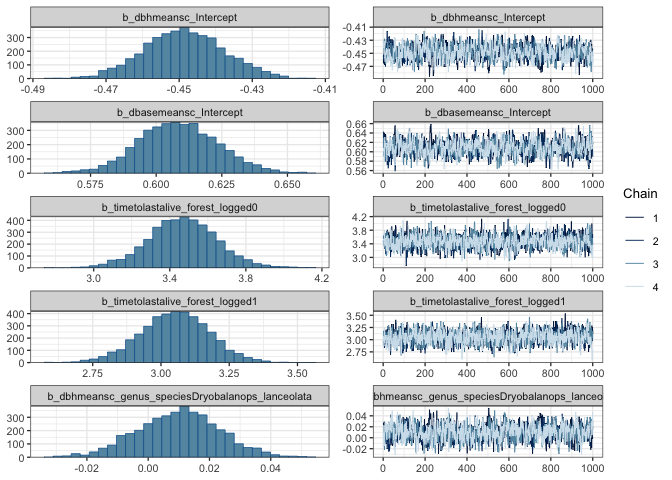 b_dbhmeansc_Intercept
300
200
100
0
-0.49 -0.47 -0.45 -0.43 -0.41
b_dbhmeansc_Intercept
-0.41
-0.43
-0.45
-0.47
0 200 400 600 800 1000
b_dbasemeansc_Intercept
300
200
100
0
0.575 0.600 0.625 0.650
b_dbasemeansc_Intercept
0.66
0.64
0.62
0.60
0.58
0.56
0 200 400 600 800 1000
b_timetolastalive_forest_logged0
400
300
200
100
0
3.0 3.4 3.8 4.2
b_timetolastalive_forest_logged0
4.2
3.8
3.4
3.0
0 200 400 600 800 1000
b_timetolastalive_forest_logged1
400
300
200
100
0
2.75 3.00 3.25 3.50
b_timetolastalive_forest_logged1
3.50
3.25
3.00
2.75
0 200 400 600 800 1000
b_dbhmeansc_genus_speciesDryobalanops_lanceolata
300
200
100
0
-0.02 0.00 0.02 0.04
bhmeansc_genus_speciesDryobalanops_lanceo
0.04
0.02
0.00
-0.02
0 200 400 600 800 1000
Chain
1
2
3
4